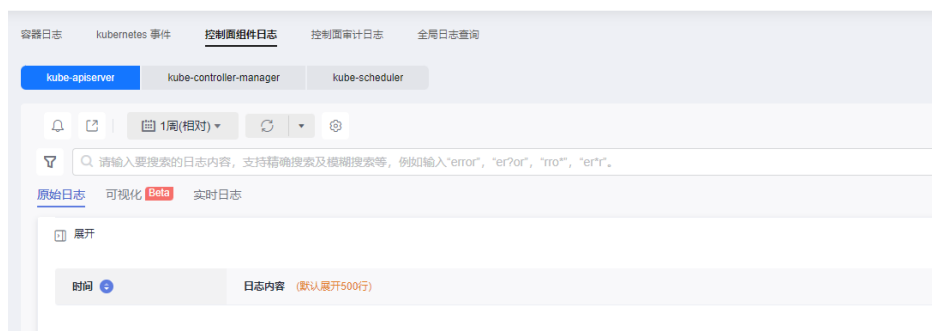 容器日志 kubernetes 事件 控制面组件日志 控制面审计日志 全局日志查询
kube-apiserver kube-controller-manager kube-scheduler
1周(相对)
请输入要搜索的日志内容，支持精确搜索及模糊搜索等，例如输入"error"，"er?or"，"rro*"，"er*r"。
原始日志 可视化 Beta 实时日志
展开
时间 日志内容 (默认展开500行)